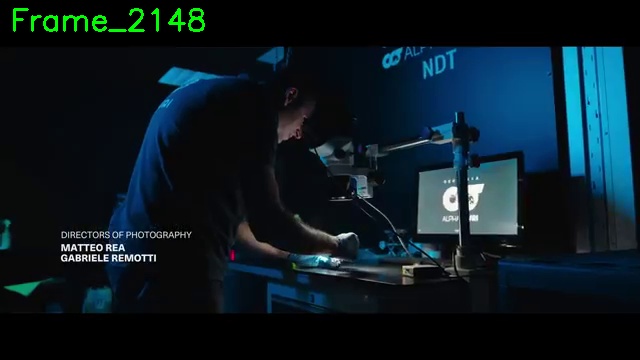 Frame_2148
NDT
DIRECTORS OF PHOTOGRAPHY
MATTEO REA
GABRIELE REMOTTI